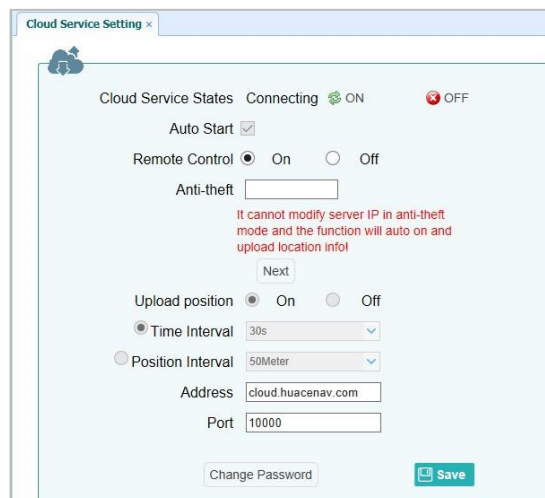 Cloud Service Setting ×
Cloud Service States Connecting ON OFF
Auto Start
Remote Control On Off
Anti-theft
It cannot modify server IP in anti-theft
mode and the function will auto on and
upload location info!
Next
Upload position On Off
Time Interval 30s
Position Interval 50Meter
Address cloud.huacenav.com
Port 10000
Change Password Save